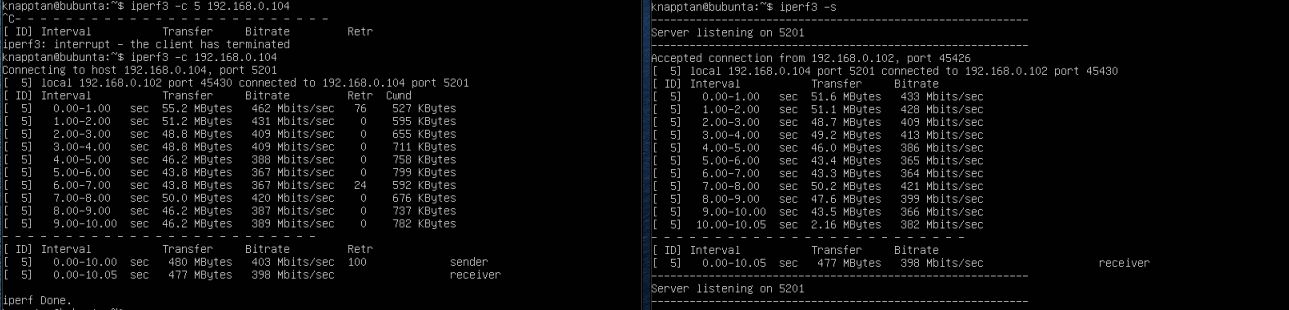 knapptan@bubunta:~$ iperf3 -c 5 192.168.0.104
^C- - - - - - - - - - - - - - - - - - - - - - - -
[ ID] Interval Transfer Bitrate Retr
iperf3: interrupt - the client has terminated
knapptan@bubunta:~$ iperf3 -c 192.168.0.104
Connecting to host 192.168.0.104, port 5201
[ 5] local 192.168.0.102 port 45430 connected to 192.168.0.104 port 5201
[ ID] Interval Transfer Bitrate Retr Cwnd
[ 5] 0.00-1.00 sec 55.2 MBytes 462 Mbits/sec 76 527 KBytes
[ 5] 1.00-2.00 sec 51.2 MBytes 431 Mbits/sec 0 595 KBytes
[ 5] 2.00-3.00 sec 48.8 MBytes 409 Mbits/sec 0 655 KBytes
[ 5] 3.00-4.00 sec 48.8 MBytes 409 Mbits/sec 0 711 KBytes
[ 5] 4.00-5.00 sec 46.2 MBytes 388 Mbits/sec 0 758 KBytes
[ 5] 5.00-6.00 sec 43.8 MBytes 367 Mbits/sec 0 799 KBytes
[ 5] 6.00-7.00 sec 43.8 MBytes 367 Mbits/sec 24 592 KBytes
[ 5] 7.00-8.00 sec 50.0 MBytes 420 Mbits/sec 0 676 KBytes
[ 5] 8.00-9.00 sec 46.2 MBytes 387 Mbits/sec 0 737 KBytes
[ 5] 9.00-10.00 sec 46.2 MBytes 389 Mbits/sec 0 782 KBytes
- - - - - - - - - - - - - - - - - - - - - - - - -
[ ID] Interval Transfer Bitrate Retr
[ 5] 0.00-10.00 sec 480 MBytes 403 Mbits/sec 100 sender
[ 5] 0.00-10.05 sec 477 MBytes 398 Mbits/sec receiver
iperf Done.
knapptan@bubunta:~$ iperf3 -s
-----------------------------------------------------------
Server listening on 5201
-----------------------------------------------------------
Accepted connection from 192.168.0.102, port 45426
[ 5] local 192.168.0.104 port 5201 connected to 192.168.0.102 port 45430
[ ID] Interval Transfer Bitrate
[ 5] 0.00-1.00 sec 51.6 MBytes 433 Mbits/sec
[ 5] 1.00-2.00 sec 51.1 MBytes 428 Mbits/sec
[ 5] 2.00-3.00 sec 48.7 MBytes 409 Mbits/sec
[ 5] 3.00-4.00 sec 49.2 MBytes 413 Mbits/sec
[ 5] 4.00-5.00 sec 46.0 MBytes 386 Mbits/sec
[ 5] 5.00-6.00 sec 43.4 MBytes 365 Mbits/sec
[ 5] 6.00-7.00 sec 43.3 MBytes 364 Mbits/sec
[ 5] 7.00-8.00 sec 50.2 MBytes 421 Mbits/sec
[ 5] 8.00-9.00 sec 47.6 MBytes 399 Mbits/sec
[ 5] 9.00-10.00 sec 43.5 MBytes 366 Mbits/sec
[ 5] 10.00-10.05 sec 2.16 MBytes 382 Mbits/sec
- - - - - - - - - - - - - - - - - - - - - - - - -
[ ID] Interval Transfer Bitrate
[ 5] 0.00-10.05 sec 477 MBytes 398 Mbits/sec receiver
-----------------------------------------------------------
Server listening on 5201
-----------------------------------------------------------